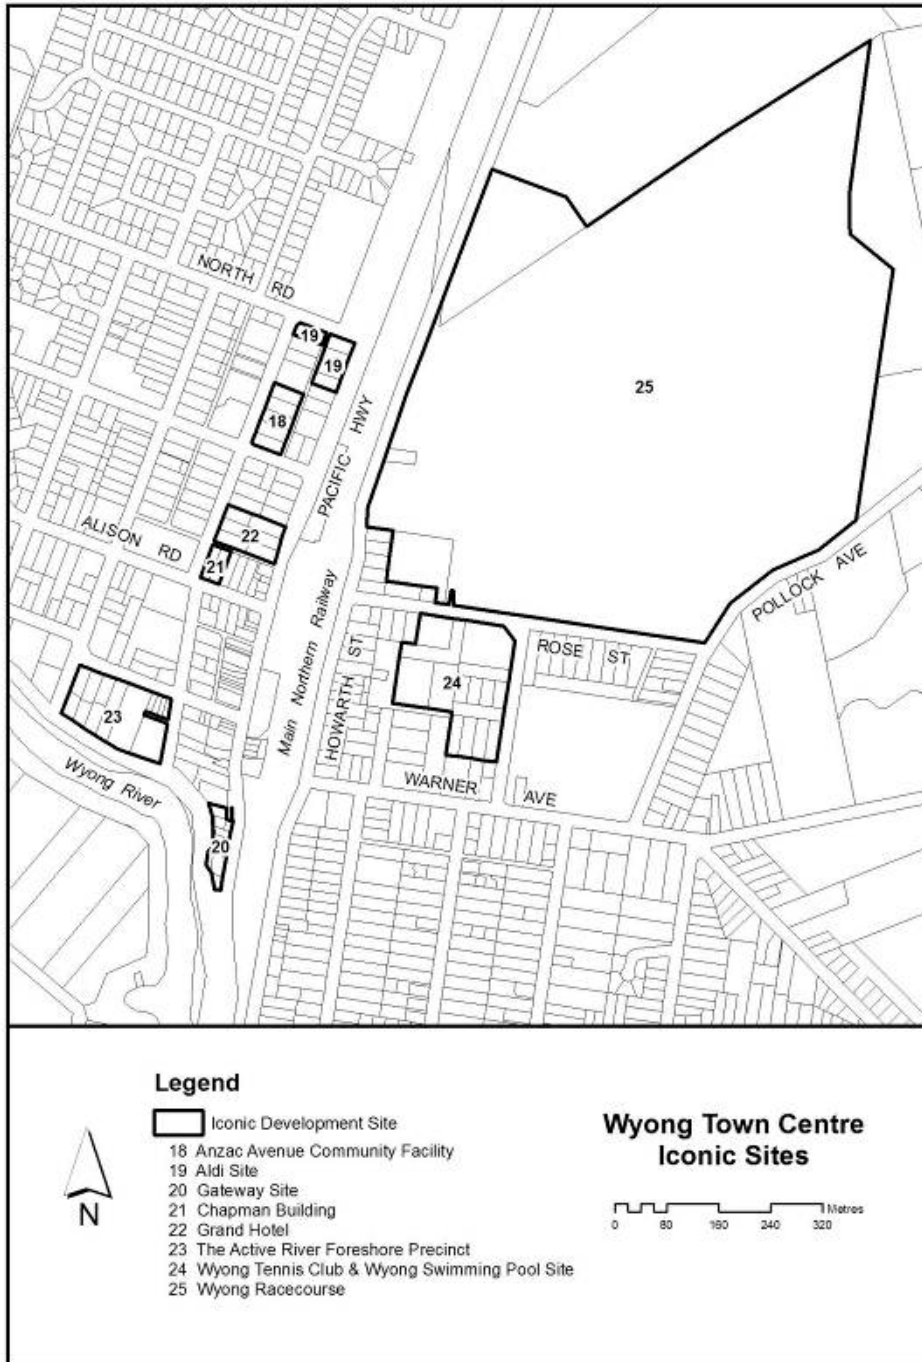 NORTH RD
19
19
25
18
PACIFIC HWY
22
ALISON RD
21
POLLOCK AVE
ROSE ST
Main Northern Railway
HOWARTH ST
24
23
Wyong River
WARNER AVE
20
Legend
Iconic Development Site
18 Anzac Avenue Community Facility
19 Aldi Site
20 Gateway Site
21 Chapman Building
22 Grand Hotel
23 The Active River Foreshore Precinct
24 Wyong Tennis Club & Wyong Swimming Pool Site
25 Wyong Racecourse
N
Wyong Town Centre
Iconic Sites
Metres
0 80 160 240 320